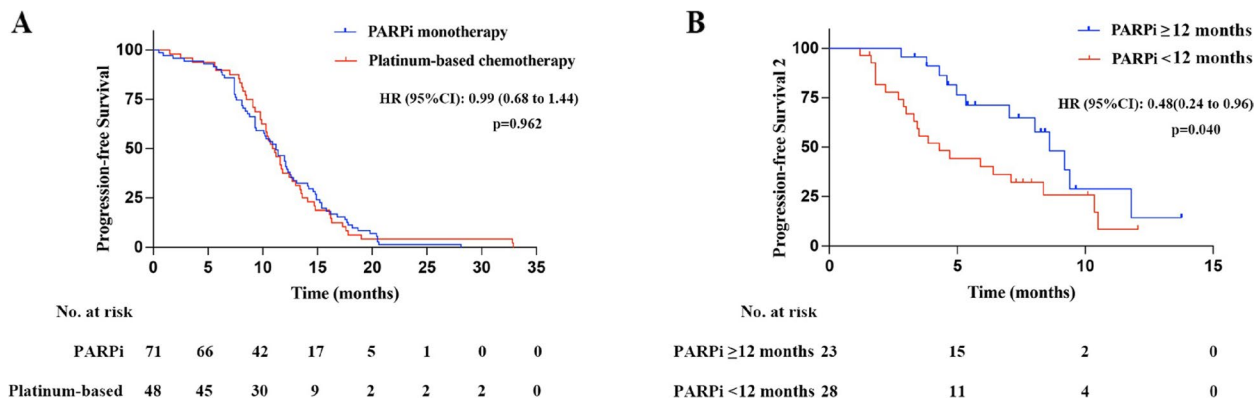 A
PARPi monotherapy
Platinum-based chemotherapy
HR (95%CI): 0.99 (0.68 to 1.44)
p=0.962
Progression-free Survival
100
75
50
25
0
0 5 10 15 20 25 30 35
Time (months)
No. at risk
PARPi 71 66 42 17 5 1 0 0
Platinum-based 48 45 30 9 2 2 2 0
B
PARPi ≥12 months
PARPi <12 months
HR (95%CI): 0.48(0.24 to 0.96)
p=0.040
Progression-free Survival 2
100
75
50
25
0
0 5 10 15
Time (months)
No. at risk
PARPi ≥12 months 23 15 2 0
PARPi <12 months 28 11 4 0